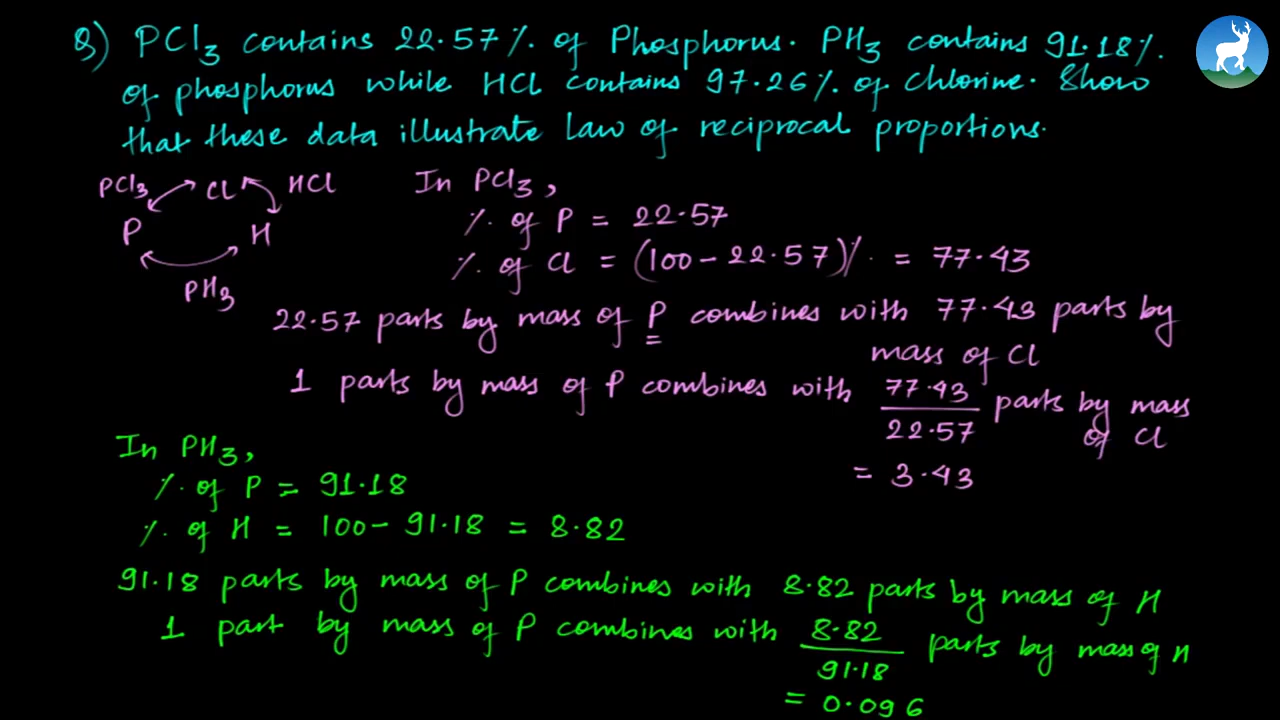 Q) PCl3 contains 22.57% of Phosphorus. PH3 contains 91.18%
of phosphorus while HCl contains 97.26% of Chlorine. Show
that these data illustrate Law of reciprocal proportions.
PCl3 Cl HCl
P H
PH3
In PCl3,
% of P = 22.57
% of Cl = (100-22.57)% = 77.43
22.57 parts by mass of P combines with 77.43 parts by
mass of Cl
1 parts by mass of P combines with 77.43/22.57 parts by mass
of Cl
= 3.43
In PH3,
% of P = 91.18
% of H = 100-91.18 = 8.82
91.18 parts by mass of P combines with 8.82 parts by mass of H
1 part by mass of P combines with 8.82/91.18 parts by mass of H
= 0.096